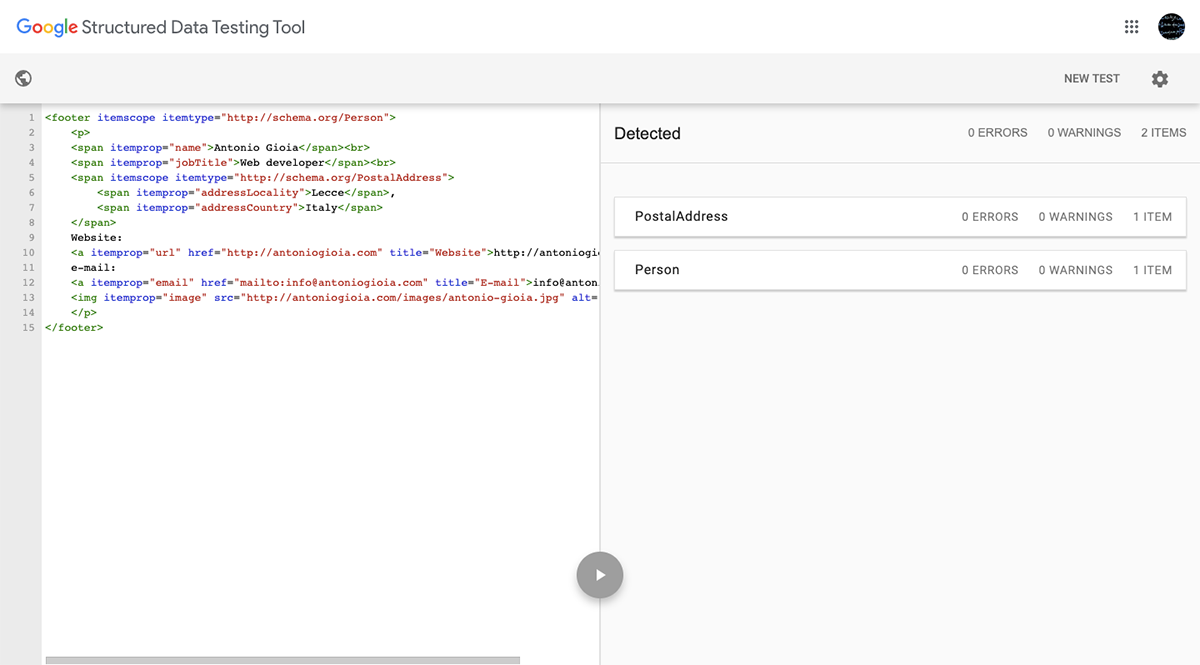 Google Structured Data Testing Tool
NEW TEST
1 <footer itemscope itemtype="http://schema.org/Person">
2 <p>
3 <span itemprop="name">Antonio Gioia</span><br>
4 <span itemprop="jobTitle">Web developer</span><br>
5 <span itemscope itemtype="http://schema.org/PostalAddress">
6 <span itemprop="addressLocality">Lecce</span>,
7 <span itemprop="addressCountry">Italy</span>
8 </span>
9 Website:
10 <a itemprop="url" href="http://antoniogioia.com" title="Website">http://antoniogi
11 e-mail:
12 <a itemprop="email" href="mailto:info@antoniogioia.com" title="E-mail">info@anton
13 <img itemprop="image" src="http://antoniogioia.com/images/antonio-gioia.jpg" alt=
14 </p>
15 </footer>
Detected 0 ERRORS 0 WARNINGS 2 ITEMS
PostalAddress 0 ERRORS 0 WARNINGS 1 ITEM
Person 0 ERRORS 0 WARNINGS 1 ITEM